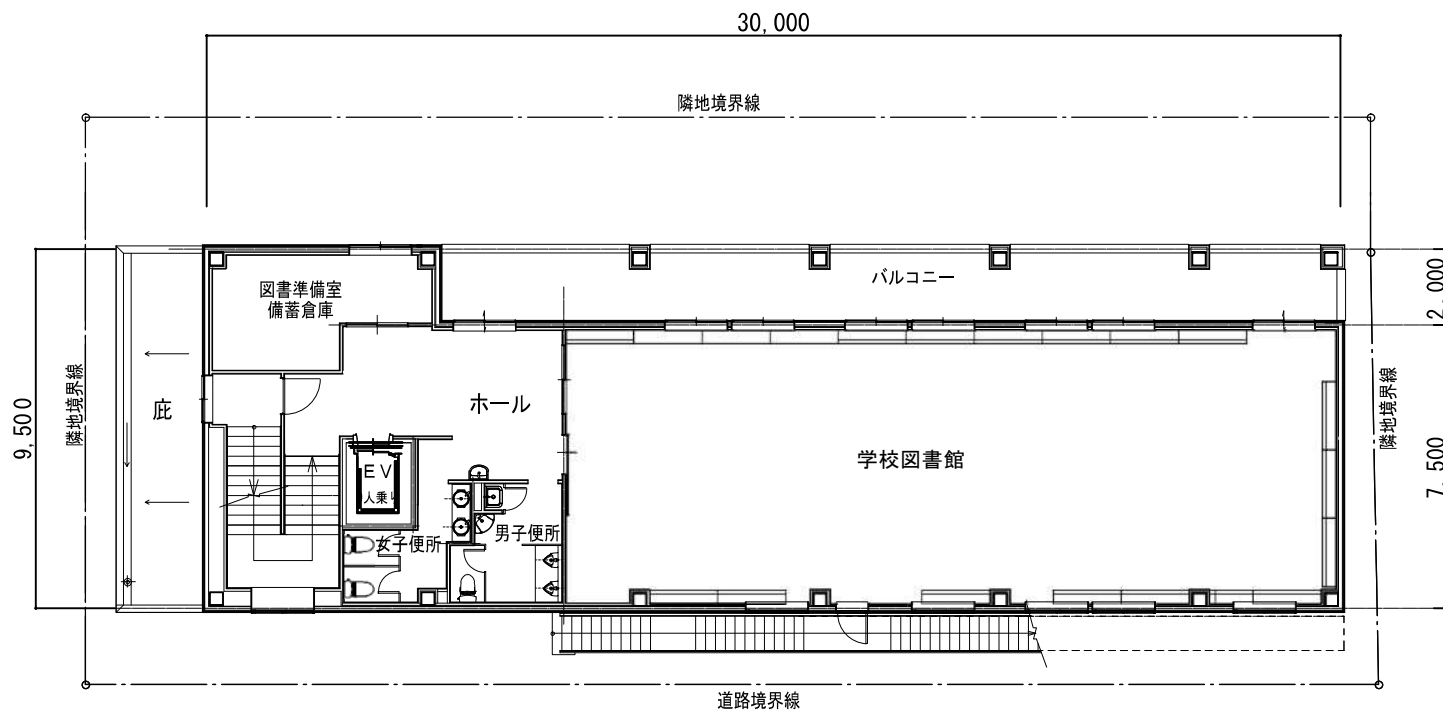 30,000
隣地境界線
図書準備室
備蓄倉庫
バルコニー
2,000
9,500
隣地境界線
庇
ホール
学校図書館
隣地境界線
7,500
EV
人乗り
女子便所
男子便所
道路境界線